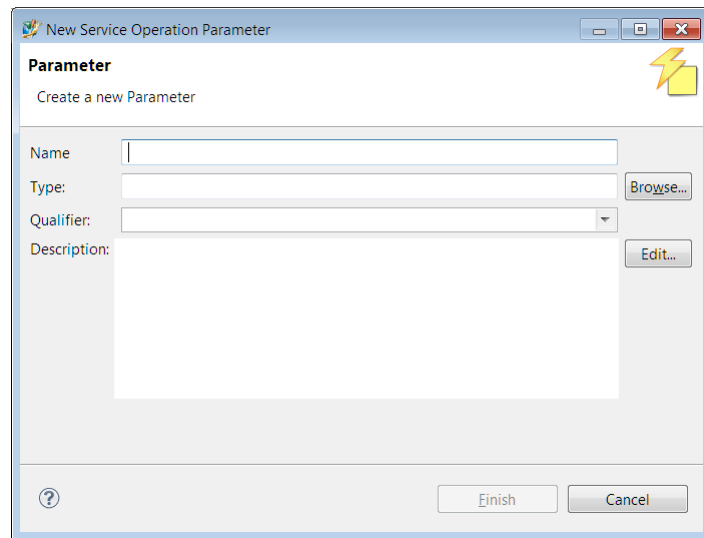 New Service Operation Parameter
Parameter
Create a new Parameter
Name
Type:
Browse...
Qualifier:
Description:
Edit...
?
Finish
Cancel